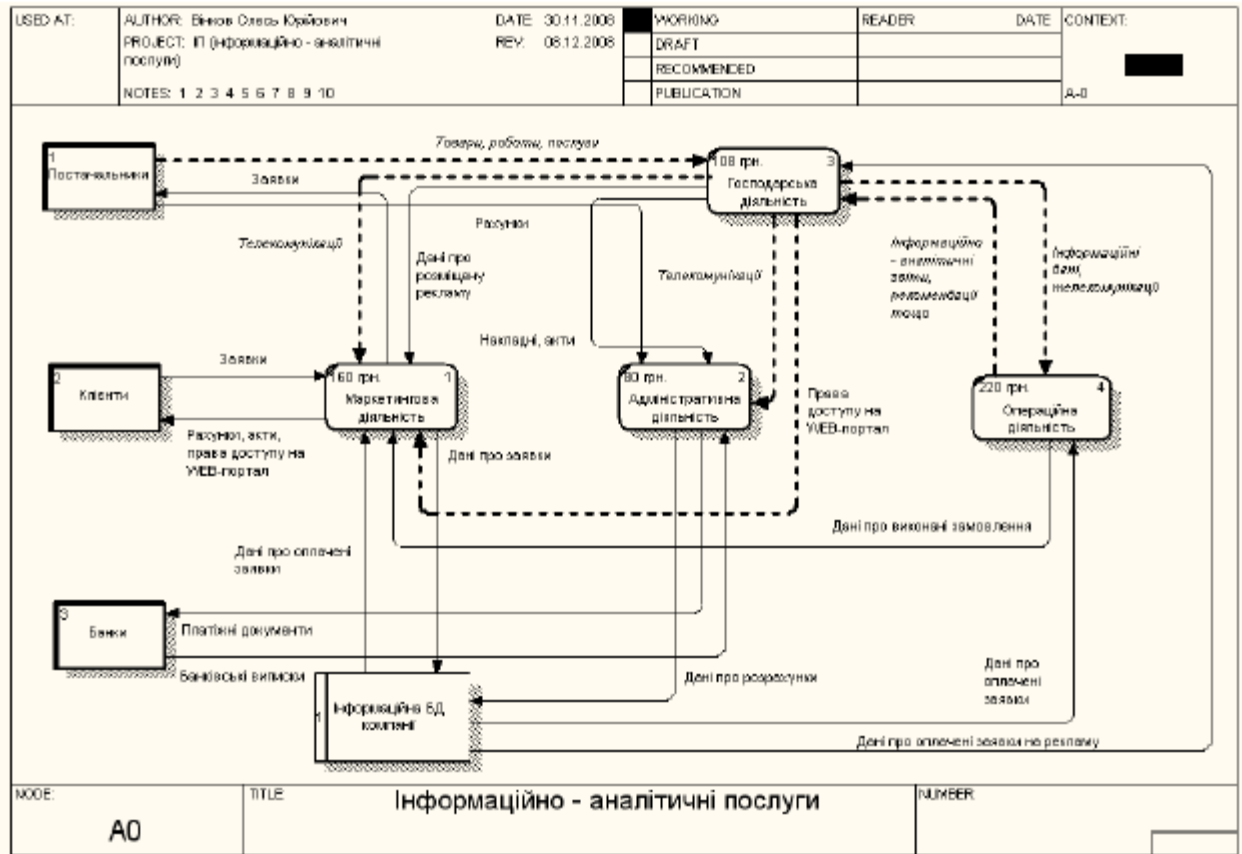 USED AT:
AUTHOR: Вінков Олесь Юрійович
DATE: 30.11.2008
PROJECT: ІП (інформаційно - аналітичні
послуги)
REV: 08.12.2008
NOTES: 1 2 3 4 5 6 7 8 9 10
WORKING
DRAFT
RECOMMENDED
PUBLICATION
READER
DATE
CONTEXT:
A-0
1
Постачальники
Товари, роботи, послуги
Заявки
Рахунки
108 грн. 3
Господарська
діяльність
Телекомунікації
Дані про
розміщену
рекламу
Телекомунікації
Інформаційно
- аналітичні
звіти,
рекомендації
тощо
Інформаційні
дані,
телекомунікації
Накладні, акти
2
Клієнти
Заявки
Рахунки, акти,
права доступу на
WEB-портал
160 грн. 1
Маркетингова
діяльність
Дані про заявки
80 грн. 2
Адміністративна
діяльність
Права
доступу на
WEB-портал
220 грн. 4
Операційна
діяльність
Дані про виконані замовлення
Дані про оплачені
заявки
3
Банки
Платіжні документи
Банківські виписки
Дані про розрахунки
Дані про
оплачені
заявки
1
Інформаційна БД
компанії
Дані про оплачені заявки на рекламу
NODE:
A0
TITLE:
Інформаційно - аналітичні послуги
NUMBER: